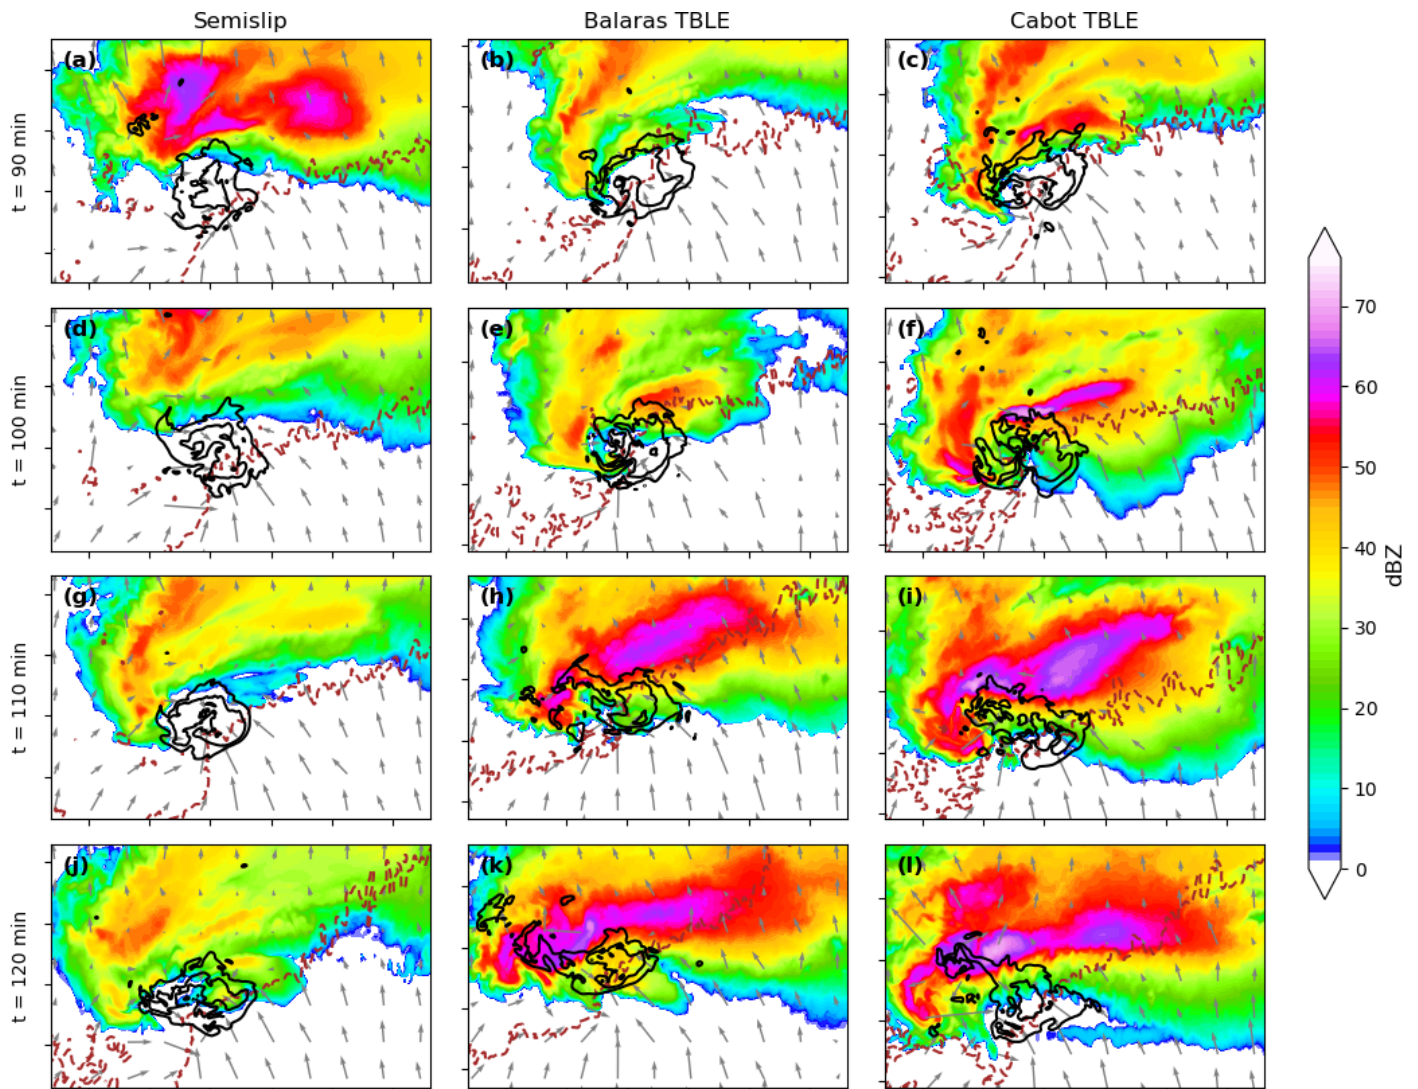 Semislip
Balaras TBLE
Cabot TBLE
t = 90 min
(a)
(b)
(c)
t = 100 min
(d)
(e)
(f)
t = 110 min
(g)
(h)
(i)
t = 120 min
(j)
(k)
(l)
70
60
50
40
30
20
10
0
dBZ